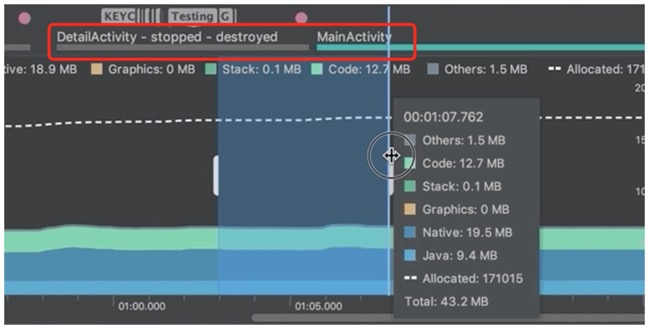 KEYC Testing G
DetailActivity - stopped - destroyed MainActivity
tive: 18.9 MB Graphics: 0 MB Stack: 0.1 MB Code: 12.7 MB Others: 1.5 MB Allocated: 171
20
00:01:07.762
Others: 1.5 MB
15
Code: 12.7 MB
Stack: 0.1 MB
10
Graphics: 0 MB
Native: 19.5 MB
Java: 9.4 MB
Allocated: 171015
01:00.000 01:05.000 Total: 43.2 MB